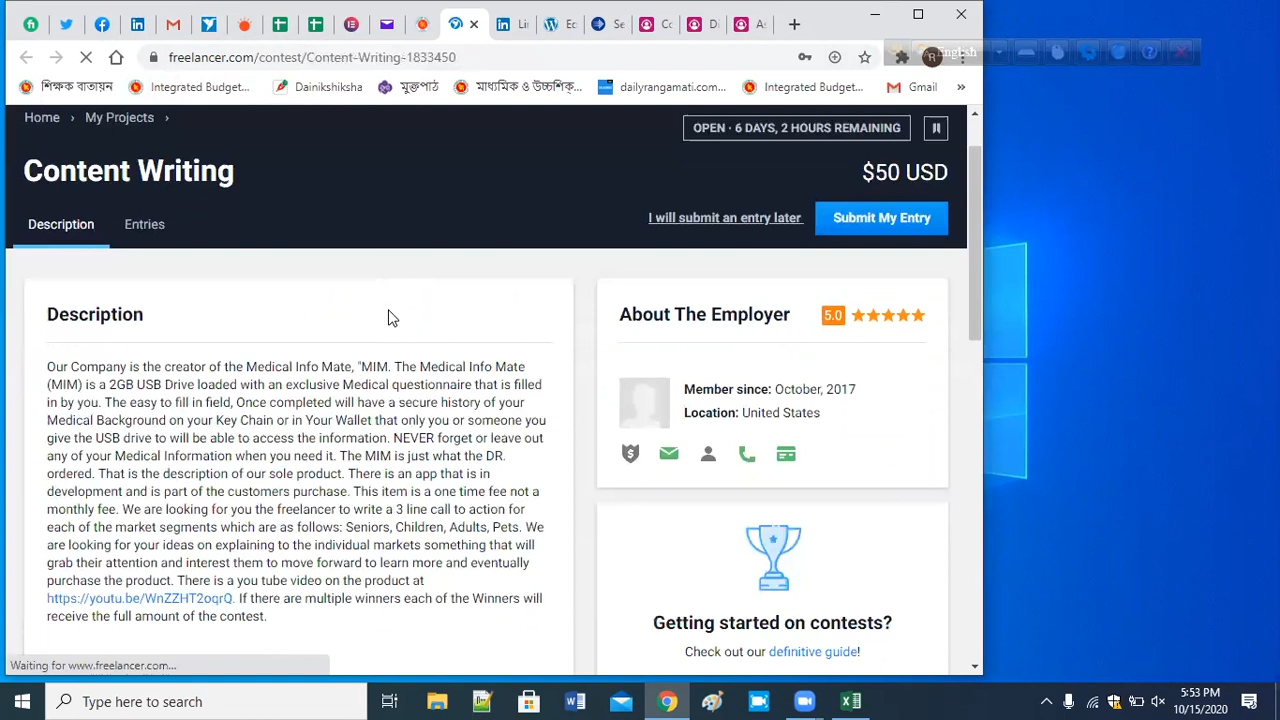 Lin
Ec
Se
Co
Di
As
English
freelancer.com/contest/Content-Writing-1833450
R
শিক্ষক বাতায়ন
Integrated Budget...
Dainikshiksha
মুক্তপাঠ
মাধ্যমিক ও উচ্চশিক্...
dailyrangamati.com...
Integrated Budget...
Gmail
»
Home › My Projects ›
OPEN · 6 DAYS, 2 HOURS REMAINING
Content Writing
$50 USD
Description
Entries
I will submit an entry later
Submit My Entry
Description
Our Company is the creator of the Medical Info Mate, "MIM. The Medical Info Mate
(MIM) is a 2GB USB Drive loaded with an exclusive Medical questionnaire that is filled
in by you. The easy to fill in field, Once completed will have a secure history of your
Medical Background on your Key Chain or in Your Wallet that only you or someone you
give the USB drive to will be able to access the information. NEVER forget or leave out
any of your Medical Information when you need it. The MIM is just what the DR.
ordered. That is the description of our sole product. There is an app that is in
development and is part of the customers purchase. This item is a one time fee not a
monthly fee. We are looking for you the freelancer to write a 3 line call to action for
each of the market segments which are as follows: Seniors, Children, Adults, Pets. We
are looking for your ideas on explaining to the individual markets something that will
grab their attention and interest them to move forward to learn more and eventually
purchase the product. There is a you tube video on the product at
https://youtu.be/WnZZHT2oqrQ. If there are multiple winners each of the Winners will
receive the full amount of the contest.
About The Employer
5.0
Member since: October, 2017
Location: United States
Getting started on contests?
Check out our definitive guide!
Waiting for www.freelancer.com...
Type here to search
5:53 PM
10/15/2020